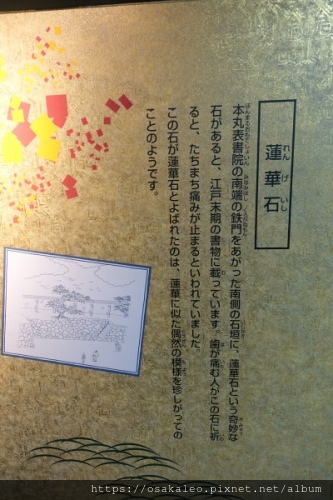 蓮華石
れんげいし
本丸表書院の南端の鉄門をあがった南側の石垣に、蓮華石という奇妙な
石があると、江戸末期の書物に載っています。歯が痛む人がこの石に祈
ると、たちまち痛みが止まるといわれていました。
この石が蓮華石とよばれたのは、蓮華に似た偶然の模様を珍しがっての
ことのようです。
https://osakaleo.pixnet.net/album